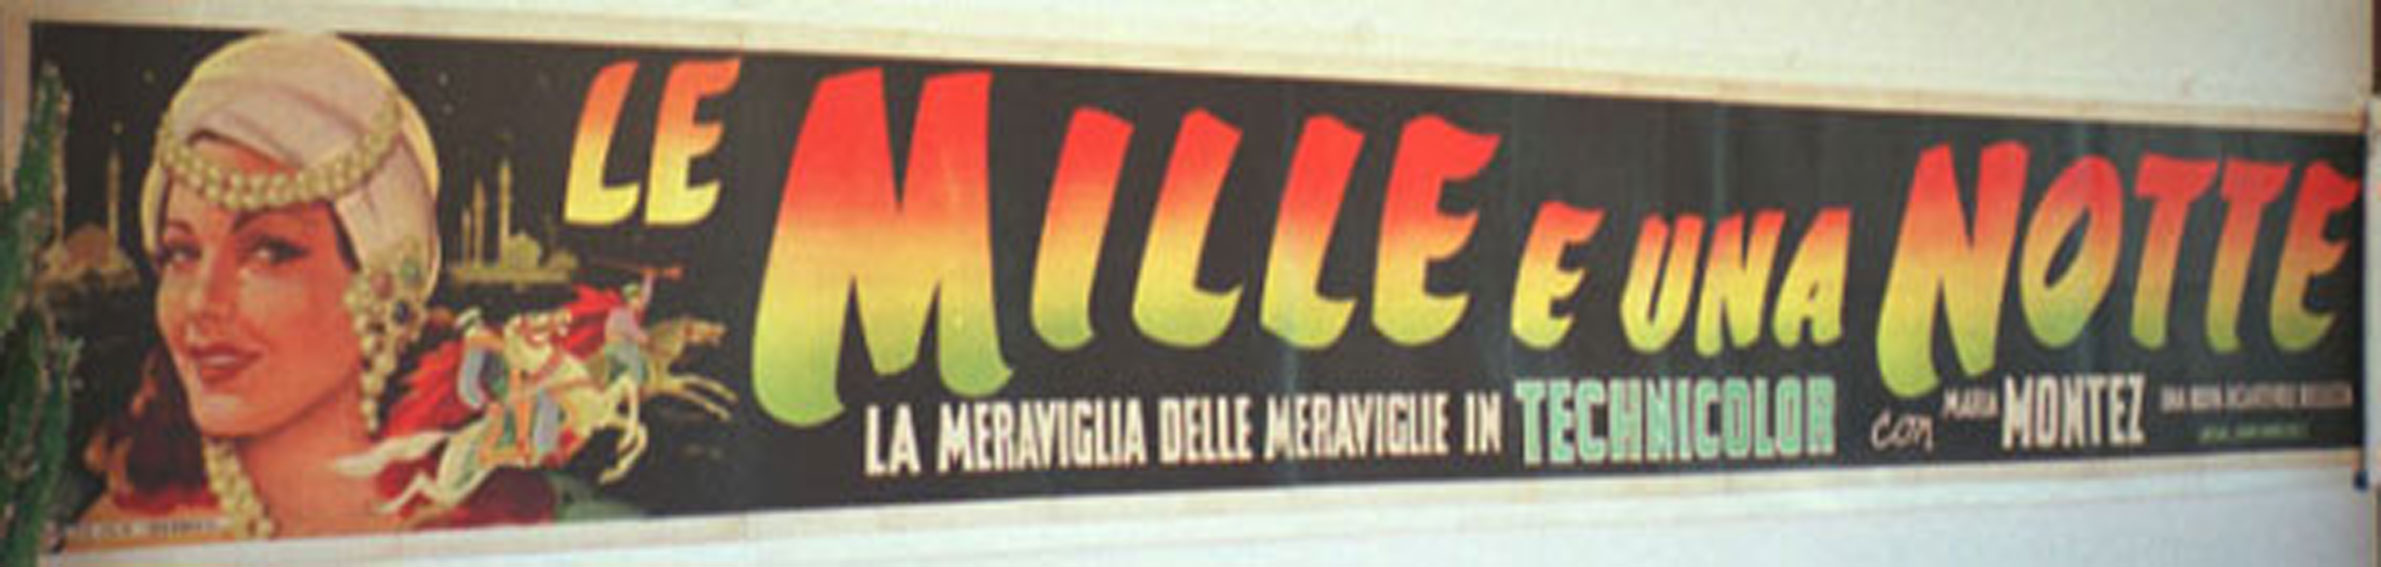 LE MILLE E UNA NOTTE
LA MERAVIGLIA DELLE MERAVIGLIE IN TECHNICOLOR con MARIA MONTEZ